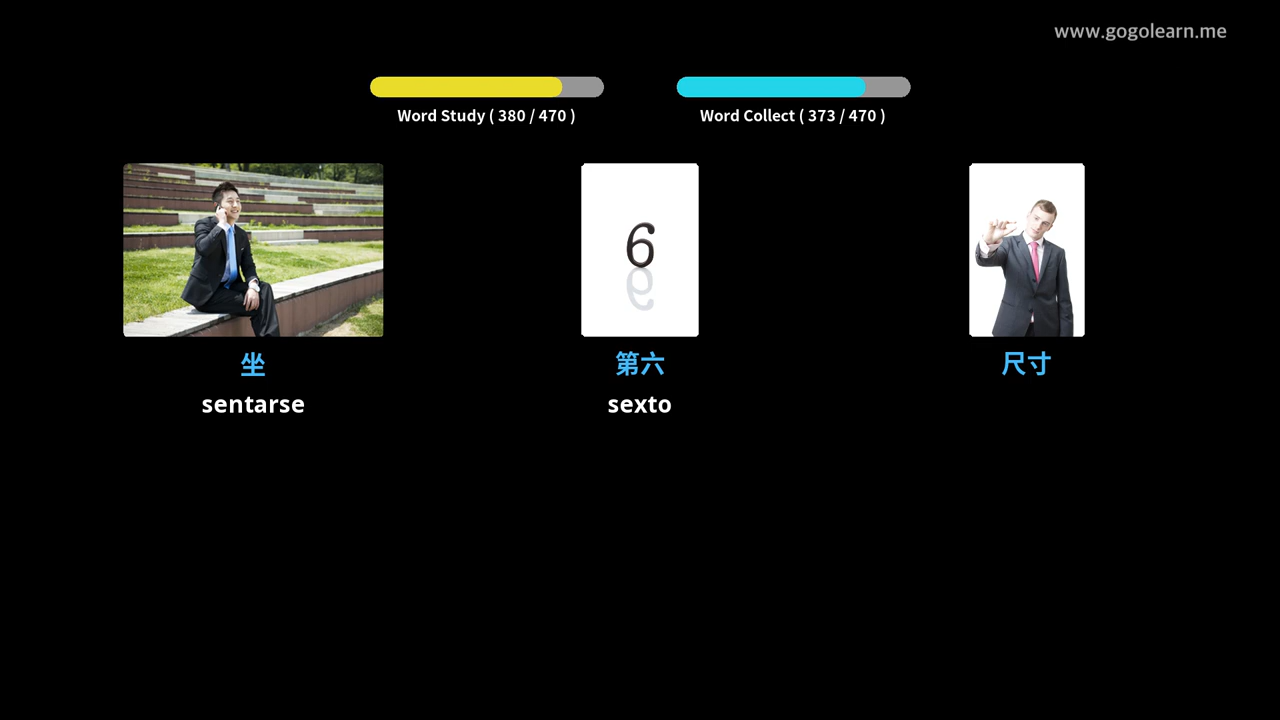 www.gogolearn.me
Word Study ( 380 / 470 )
Word Collect ( 373 / 470 )
6
坐
第六
尺寸
sentarse
sexto